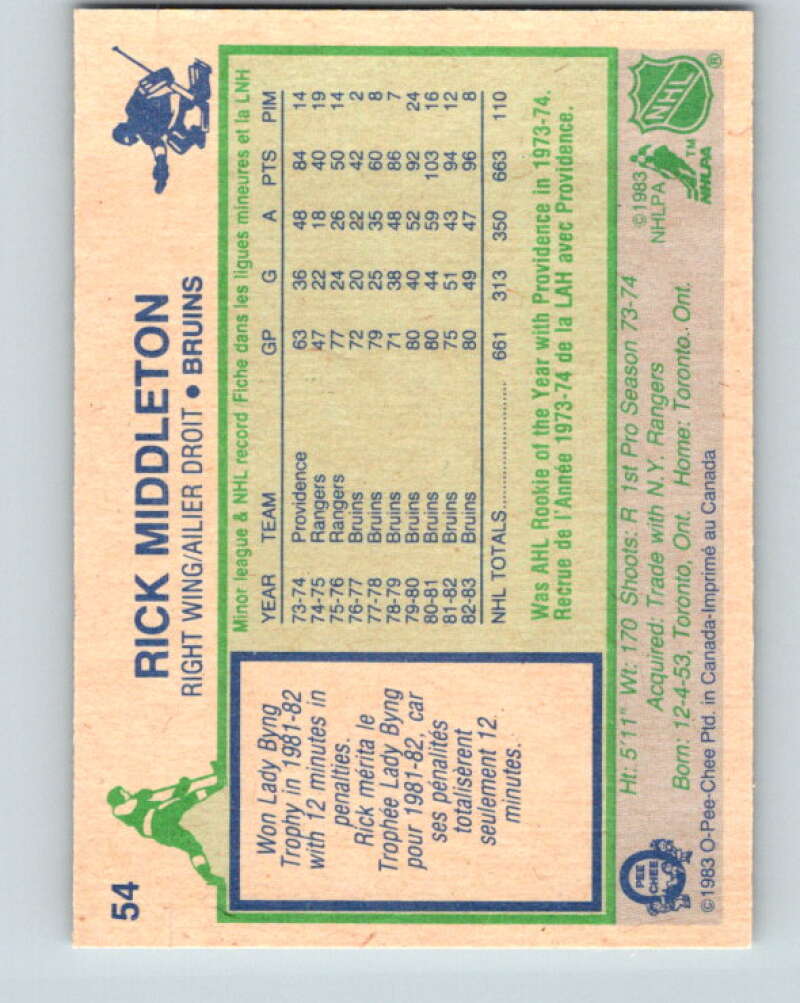 54
RICK MIDDLETON
RIGHT WING/AILIER DROIT • BRUINS
Won Lady Byng
Trophy in 1981-82
with 12 minutes in
penalties.
Rick mérita le
Trophée Lady Byng
pour 1981-82, car
ses pénalités
totalisèrent
seulement 12
minutes.
Minor league & NHL record Fiche dans les ligues mineures et la LNH
YEAR TEAM GP G A PTS PIM
73-74 Providence 63 36 48 84 14
74-75 Rangers 47 22 18 40 19
75-76 Rangers 77 24 26 50 14
76-77 Bruins 72 20 22 42 2
77-78 Bruins 79 25 35 60 8
78-79 Bruins 71 38 48 86 7
79-80 Bruins 80 40 52 92 24
80-81 Bruins 80 44 59 103 16
81-82 Bruins 75 51 43 94 12
82-83 Bruins 80 49 47 96 8
NHL TOTALS 661 313 350 663 110
Was AHL Rookie of the Year with Providence in 1973-74.
Recrue de l'Année 1973-74 de la LAH avec Providence.
Ht: 5'11" Wt: 170 Shoots: R 1st Pro Season 73-74
Acquired: Trade with N.Y. Rangers
Born: 12-4-53, Toronto, Ont. Home: Toronto, Ont.
©1983 O-Pee-Chee Ptd. in Canada-Imprimé au Canada
O
PEE
CHEE
©1983
NHLPA
NHL
®
TM
NHLPA